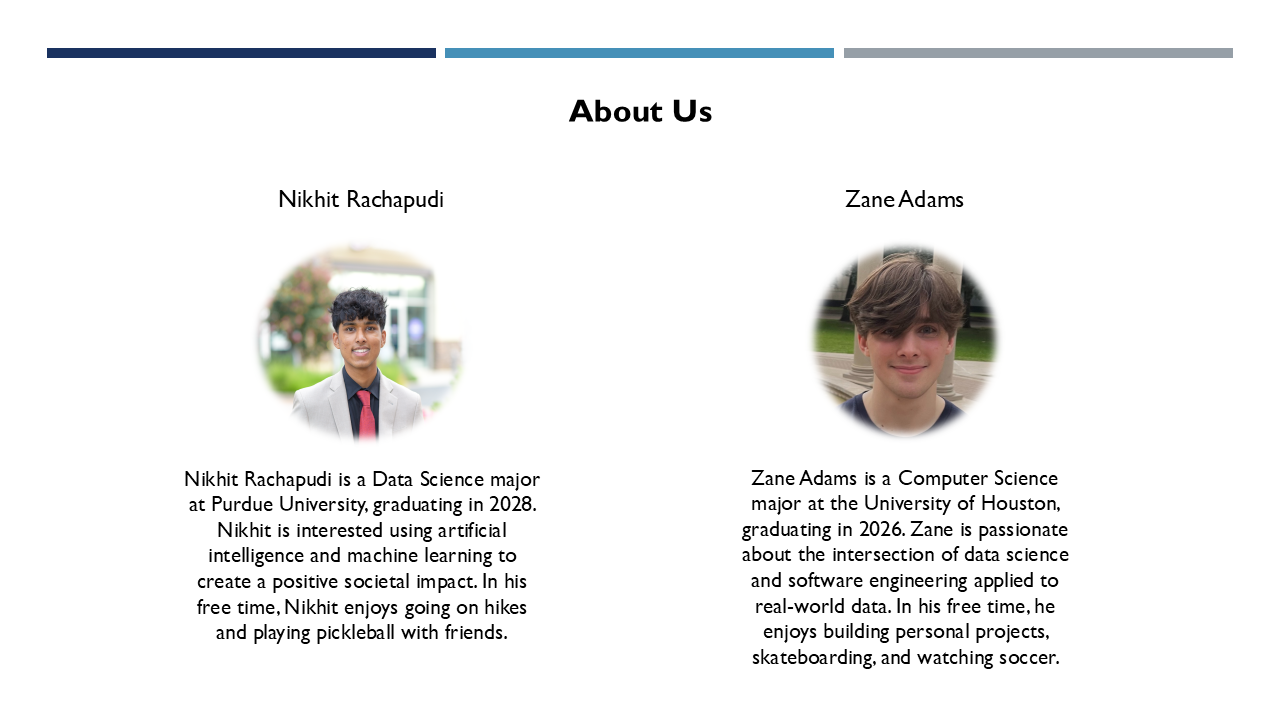 About Us
Nikhit Rachapudi
Zane Adams
Nikhit Rachapudi is a Data Science major
at Purdue University, graduating in 2028.
Nikhit is interested using artificial
intelligence and machine learning to
create a positive societal impact. In his
free time, Nikhit enjoys going on hikes
and playing pickleball with friends.
Zane Adams is a Computer Science
major at the University of Houston,
graduating in 2026. Zane is passionate
about the intersection of data science
and software engineering applied to
real-world data. In his free time, he
enjoys building personal projects,
skateboarding, and watching soccer.